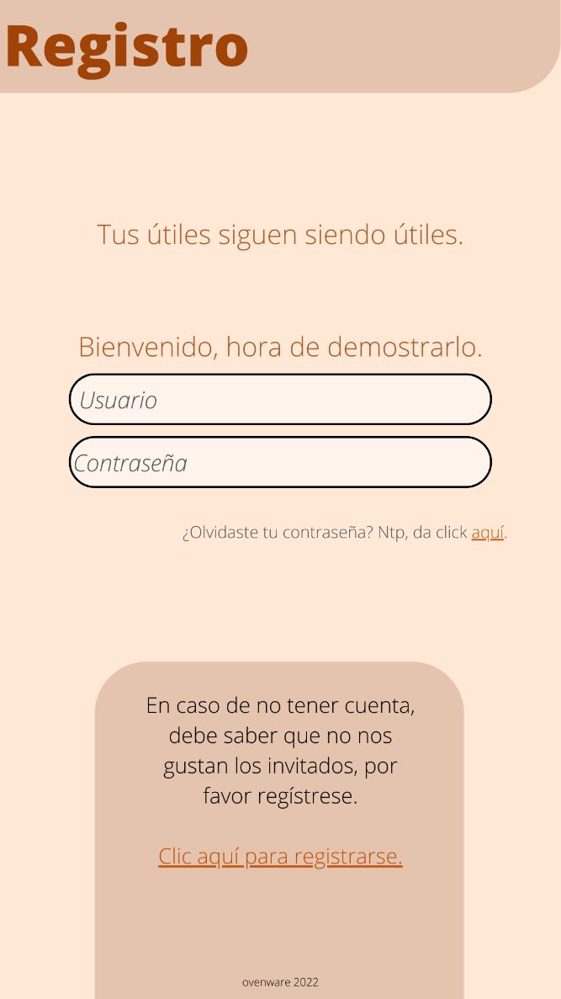 Registro
Tus útiles siguen siendo útiles.
Bienvenido, hora de demostrarlo.
Usuario
Contraseña
¿Olvidaste tu contraseña? Ntp, da click aquí.
En caso de no tener cuenta,
debe saber que no nos
gustan los invitados, por
favor regístrese.
Clic aquí para registrarse.
ovenware 2022